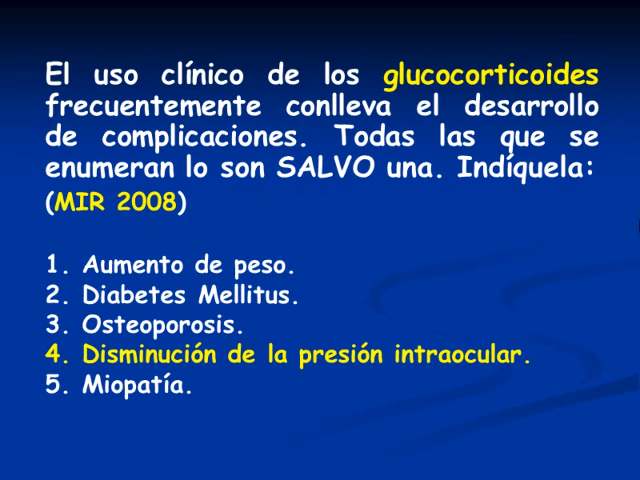 El uso clínico de los glucocorticoides
frecuentemente conlleva el desarrollo
de complicaciones. Todas las que se
enumeran lo son SALVO una. Indíquela:
(MIR 2008)
1. Aumento de peso.
2. Diabetes Mellitus.
3. Osteoporosis.
4. Disminución de la presión intraocular.
5. Miopatía.